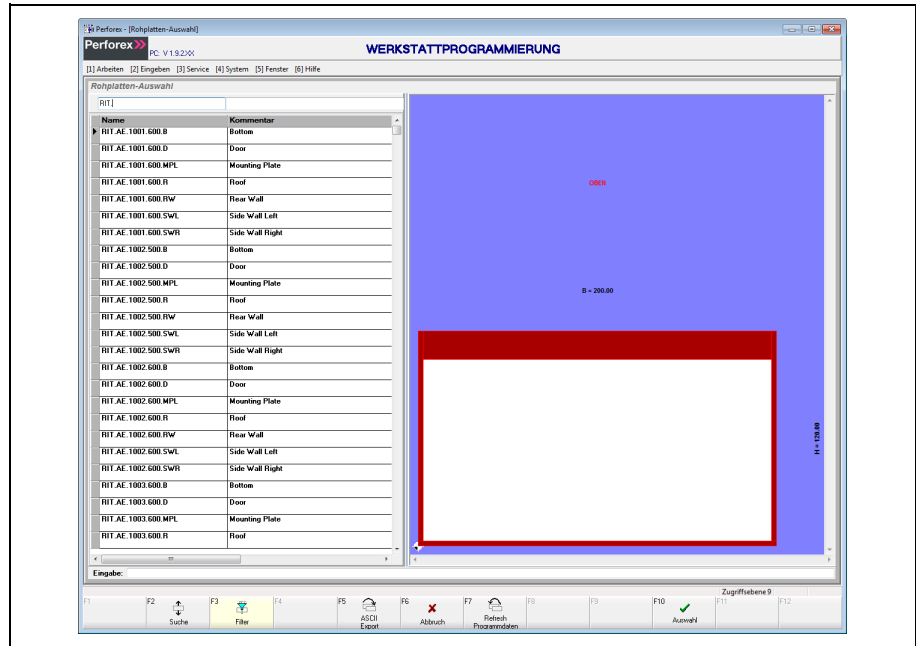 Perforex - [Rohplatten-Auswahl]
Perforex
PC: V 1.9.2.XX
WERKSTATTPROGRAMMIERUNG
[1] Arbeiten [2] Eingeben [3] Service [4] System [5] Fenster [6] Hilfe
Rohplatten-Auswahl
RIT.
Name Kommentar
RIT.AE.1001.600.B Bottom
RIT.AE.1001.600.D Door
RIT.AE.1001.600.MPL Mounting Plate
RIT.AE.1001.600.R Roof
RIT.AE.1001.600.RW Rear Wall
RIT.AE.1001.600.SWL Side Wall Left
RIT.AE.1001.600.SWR Side Wall Right
RIT.AE.1002.500.B Bottom
RIT.AE.1002.500.D Door
RIT.AE.1002.500.MPL Mounting Plate
RIT.AE.1002.500.R Roof
RIT.AE.1002.500.RW Rear Wall
RIT.AE.1002.500.SWL Side Wall Left
RIT.AE.1002.500.SWR Side Wall Right
RIT.AE.1002.600.B Bottom
RIT.AE.1002.600.D Door
RIT.AE.1002.600.MPL Mounting Plate
RIT.AE.1002.600.R Roof
RIT.AE.1002.600.RW Rear Wall
RIT.AE.1002.600.SWL Side Wall Left
RIT.AE.1002.600.SWR Side Wall Right
RIT.AE.1003.600.B Bottom
RIT.AE.1003.600.D Door
RIT.AE.1003.600.MPL Mounting Plate
RIT.AE.1003.600.R Roof
OBEN
B = 200.00
H = 120.00
Eingabe:
Zugriffsebene 9
F1 F2 F3 F4 F5 F6 F7 F8 F9 F10 F11 F12
Suche Filter ASCII Export Abbruch Refresh Programmdaten Auswahl